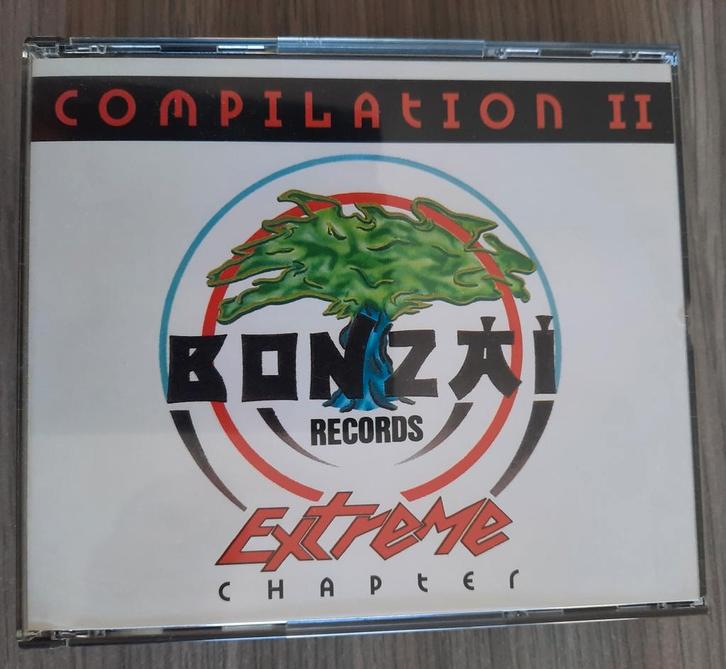 COMPILATION II
BONZAI
RECORDS
Extreme
CHAPTER